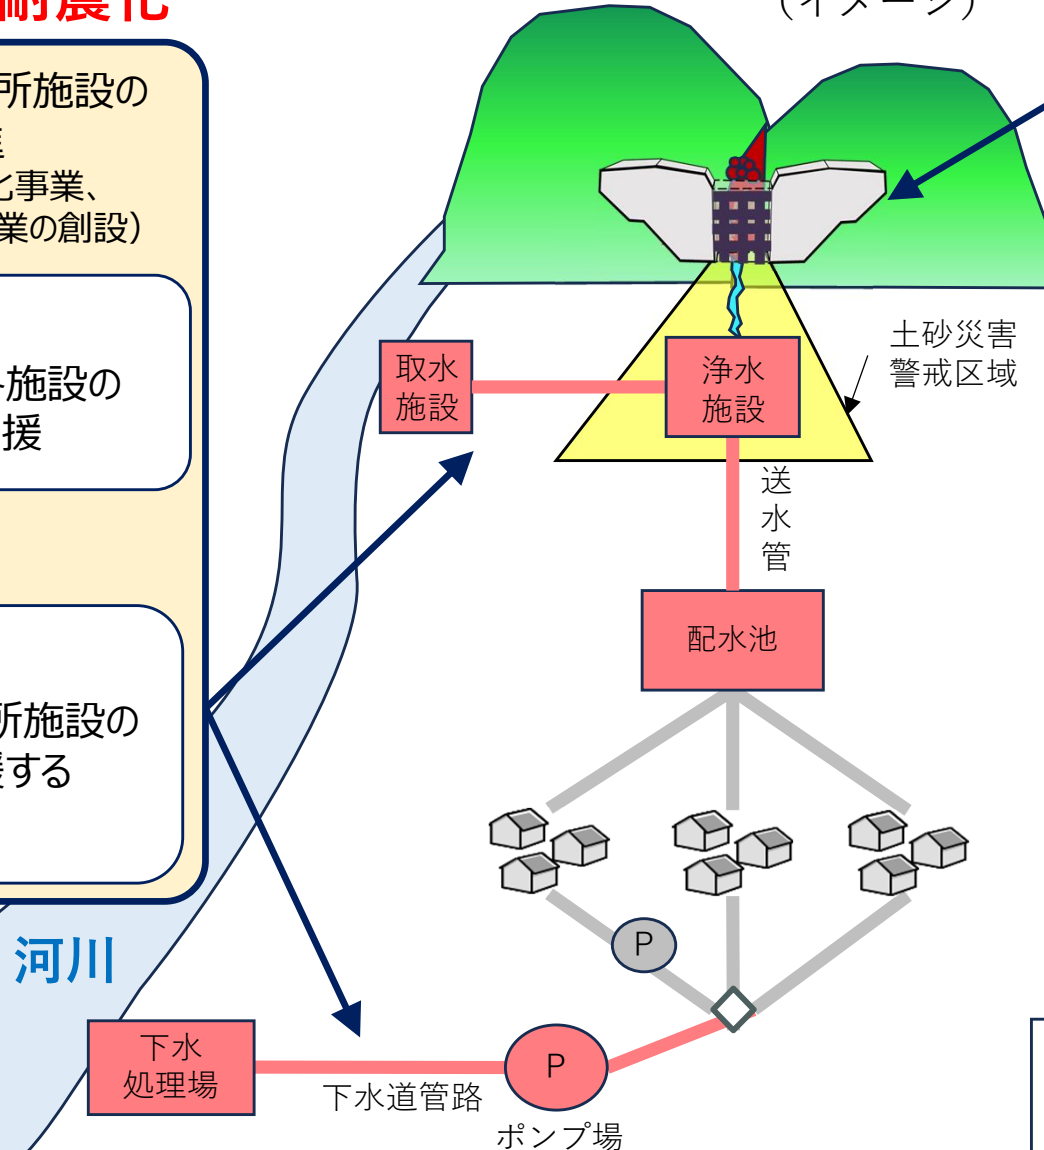 耐震化
(イメージ)
所施設の
化事業、
業の創設）
施設の
援
所施設の
援する
土砂災害
警戒区域
取水
施設
浄水
施設
送
水
管
配水池
P
河川
下水
処理場
P
下水道管路
ポンプ場